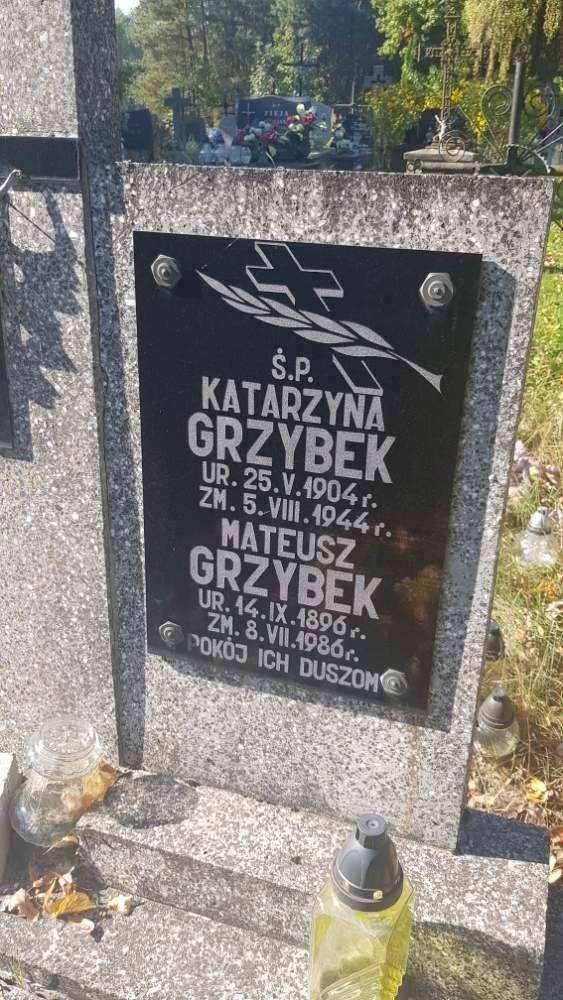 Ś.P.
KATARZYNA
GRZYBEK
UR. 25.V.1904 r.
ZM. 5.VIII.1944 r.
MATEUSZ
GRZYBEK
UR. 14.IX.1896 r.
ZM. 8.VII.1986 r.
POKÓJ ICH DUSZOM